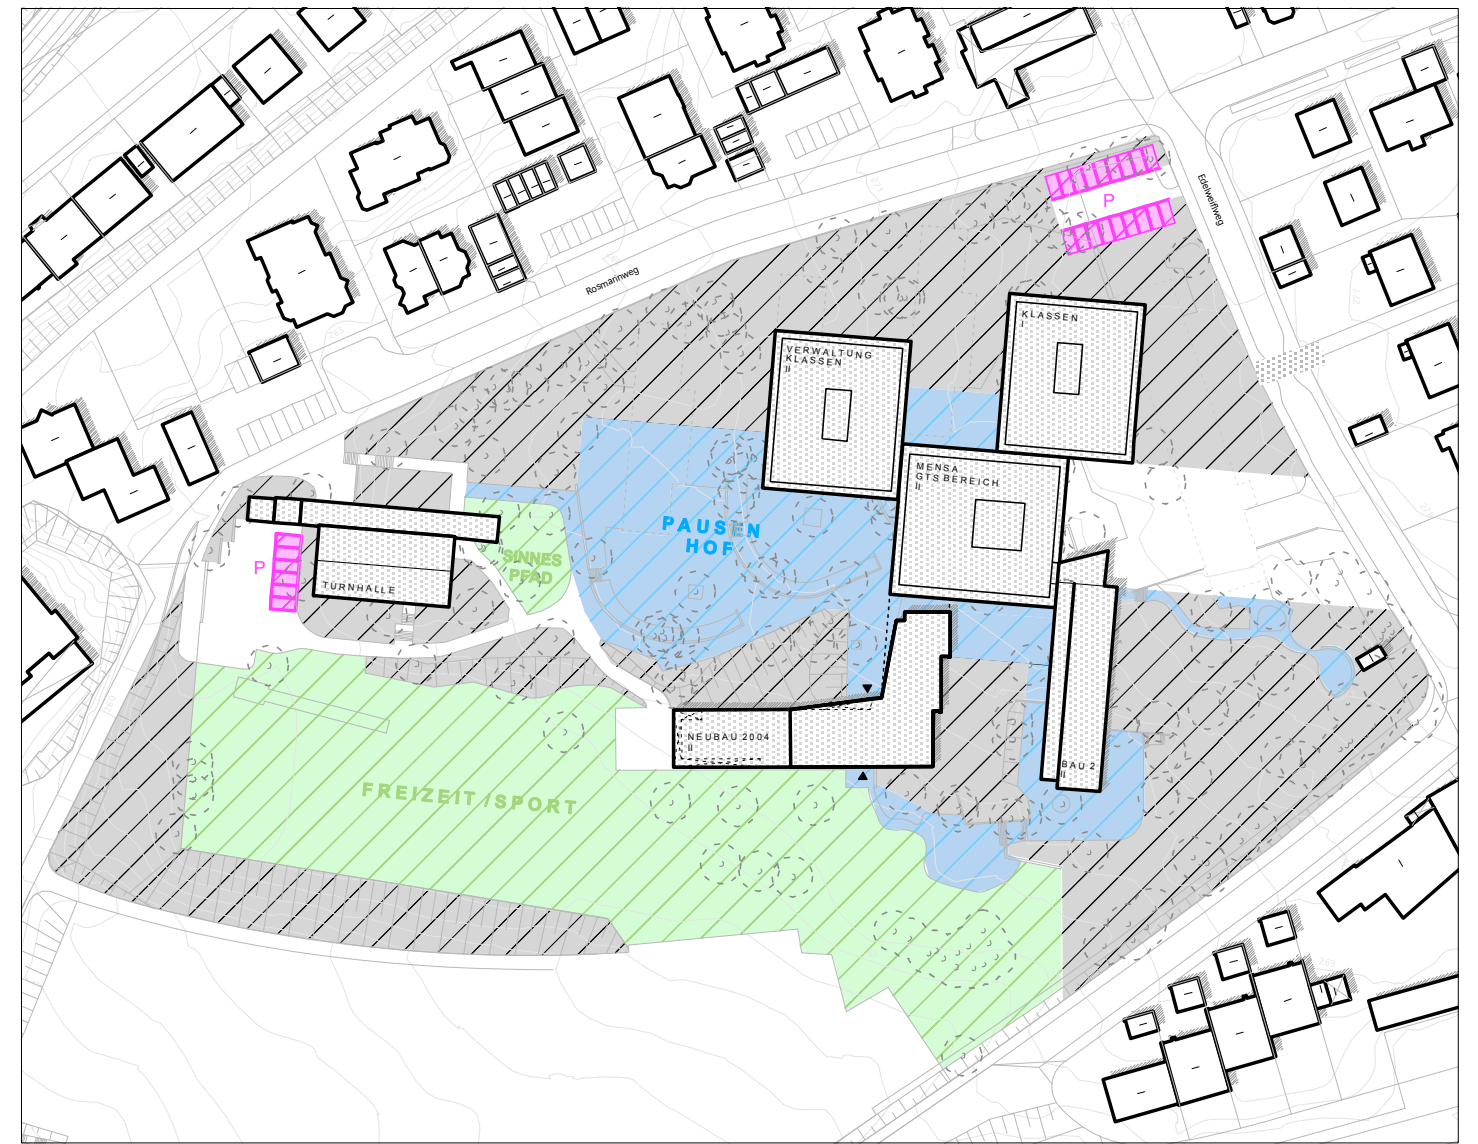 Edelweißweg
P
Rosmarinweg
KLASSEN
I
VERWALTUNG
KLASSEN
II
MENSA
GTS BEREICH
II
PAUSEN
HOF
SINNES
PFAD
P
TURNHALLE
NEUBAU 2004
II
BAU 2
II
FREIZEIT / SPORT